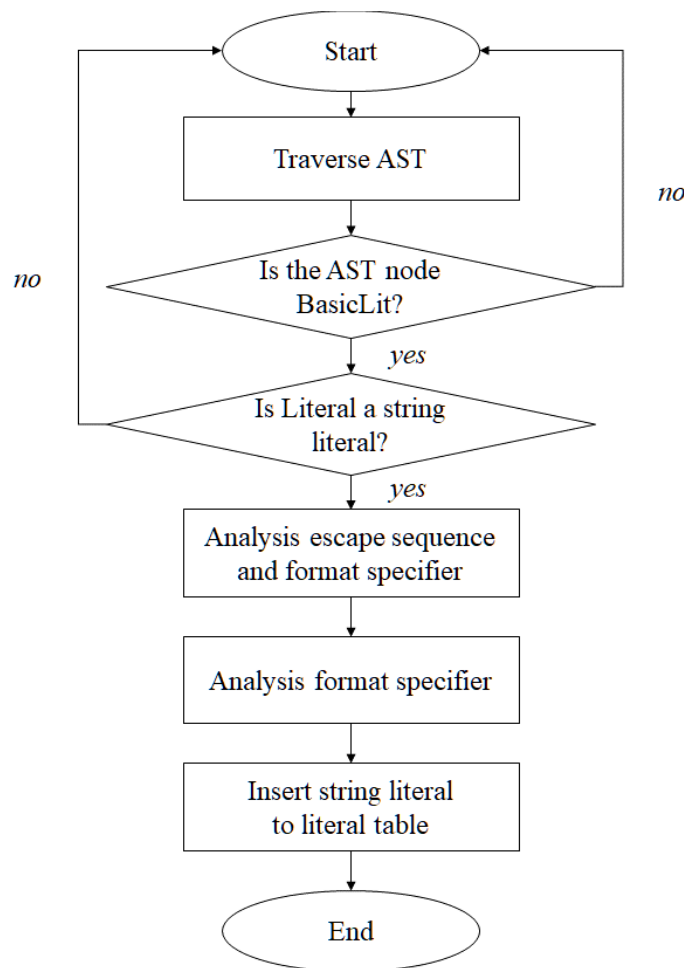 Start
Traverse AST
no
Is the AST node
BasicLit?
no
yes
Is Literal a string
literal?
yes
Analysis escape sequence
and format specifier
Analysis format specifier
Insert string literal
to literal table
End